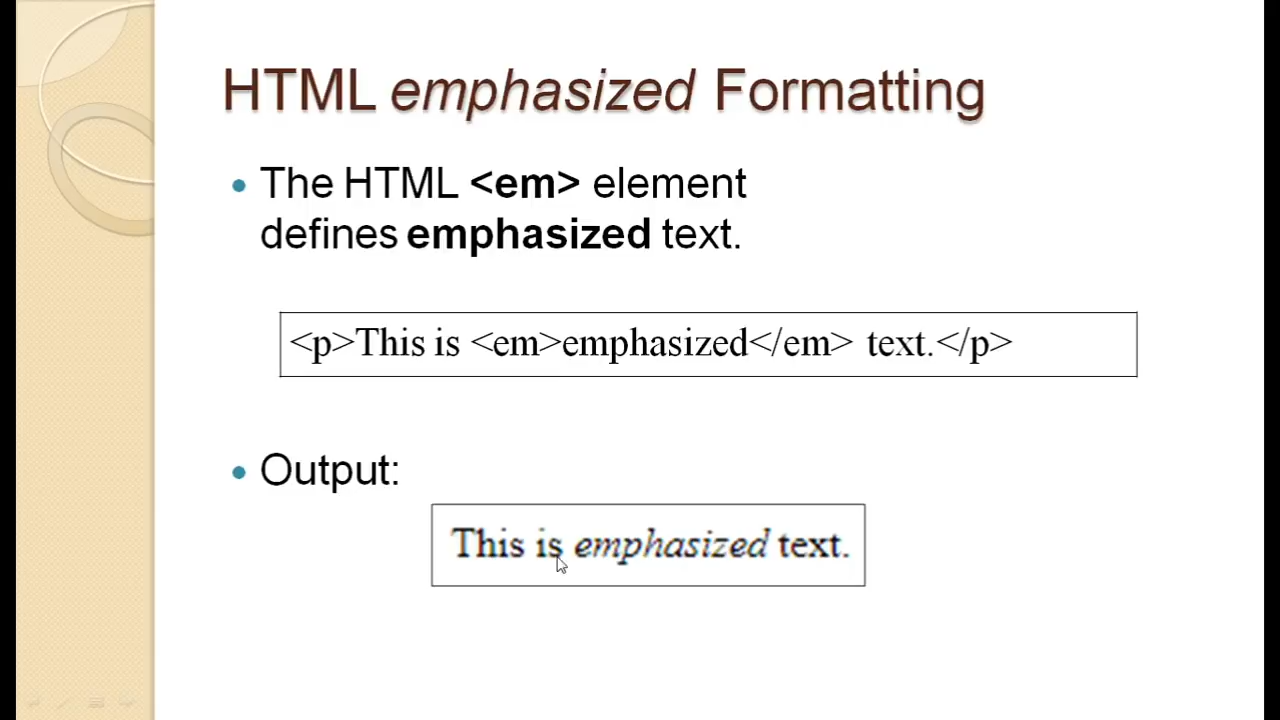 HTML emphasized Formatting
The HTML <em> element
defines emphasized text.
<p>This is <em>emphasized</em> text.</p>
Output:
This is emphasized text.